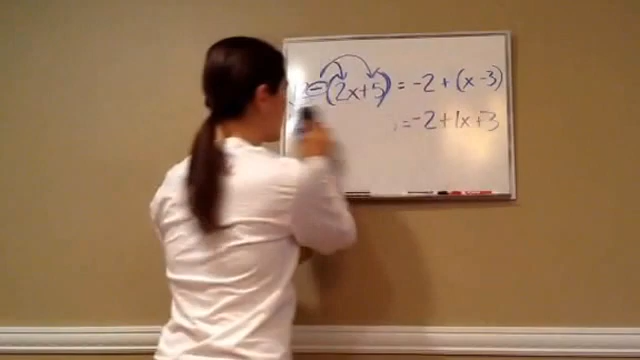 -(2x+5) = -2 + (x-3)
= -2 + 1x + 3